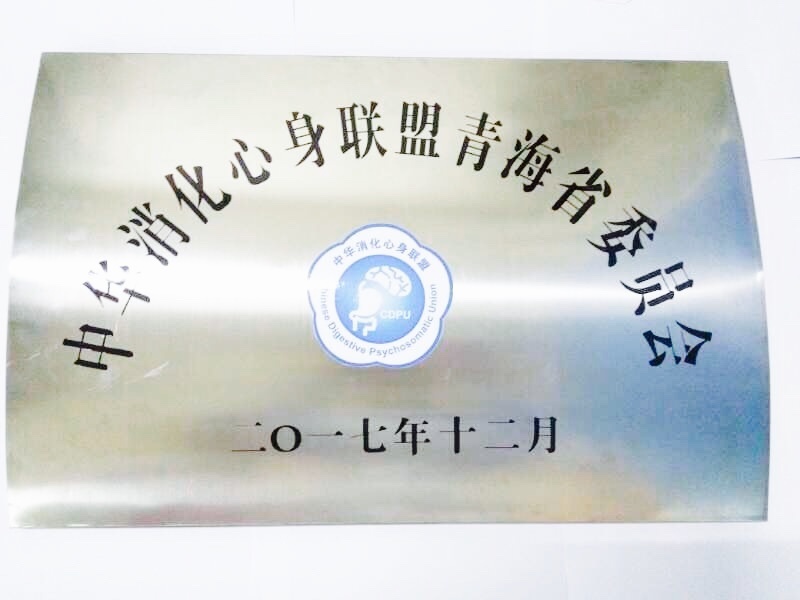 中华消化心身联盟青海省委员会
中华消化心身联盟
CDPU
Chinese Digestive Psychosomatic Union
二〇一七年十二月